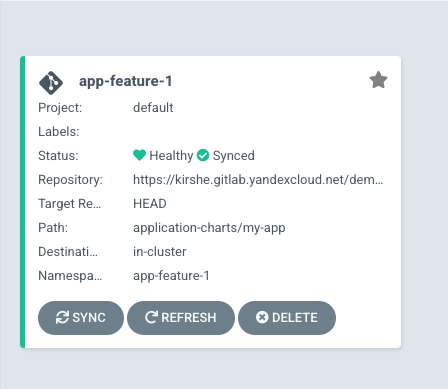 app-feature-1
Project: default
Labels:
Status: Healthy Synced
Repository: https://kirshe.gitlab.yandexcloud.net/dem...
Target Re... HEAD
Path: application-charts/my-app
Destinati... in-cluster
Namespa... app-feature-1
SYNC REFRESH DELETE